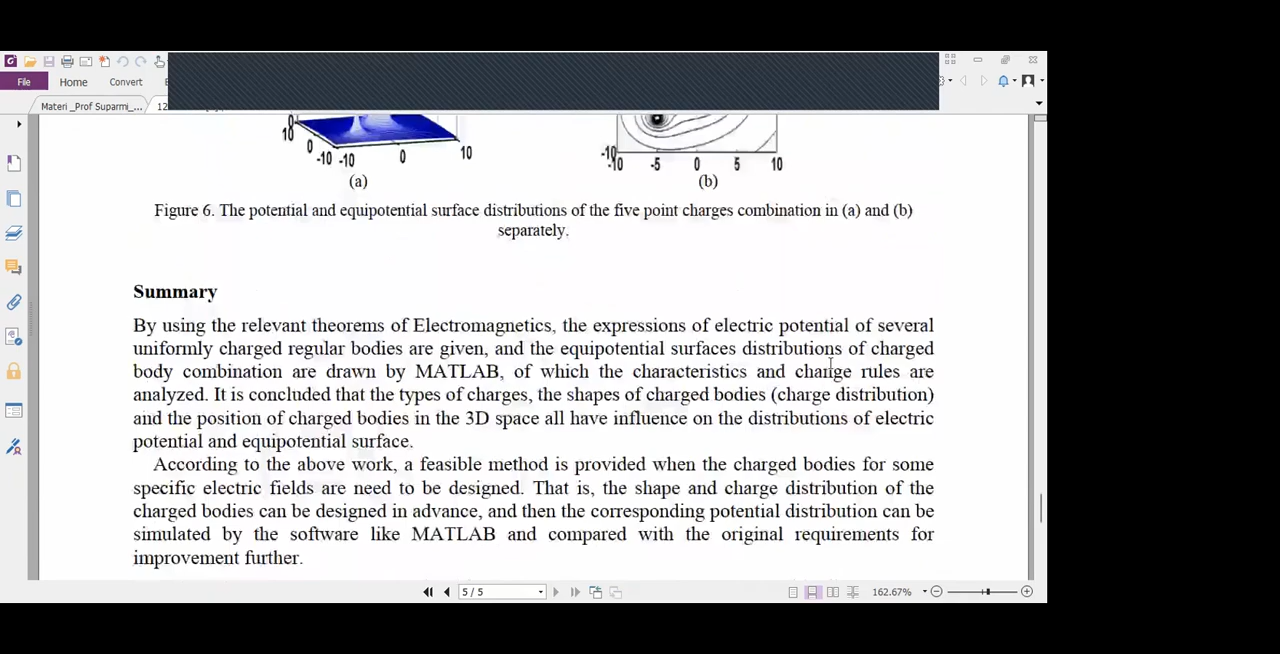 File Home Convert
Materi _Prof Suparmi_...
10
10
0
-10 -10 0 10
-10
-10 -5 0 5 10
(a) (b)
Figure 6. The potential and equipotential surface distributions of the five point charges combination in (a) and (b)
separately.
Summary
By using the relevant theorems of Electromagnetics, the expressions of electric potential of several
uniformly charged regular bodies are given, and the equipotential surfaces distributions of charged
body combination are drawn by MATLAB, of which the characteristics and change rules are
analyzed. It is concluded that the types of charges, the shapes of charged bodies (charge distribution)
and the position of charged bodies in the 3D space all have influence on the distributions of electric
potential and equipotential surface.
According to the above work, a feasible method is provided when the charged bodies for some
specific electric fields are need to be designed. That is, the shape and charge distribution of the
charged bodies can be designed in advance, and then the corresponding potential distribution can be
simulated by the software like MATLAB and compared with the original requirements for
improvement further.
5 / 5
162.67%